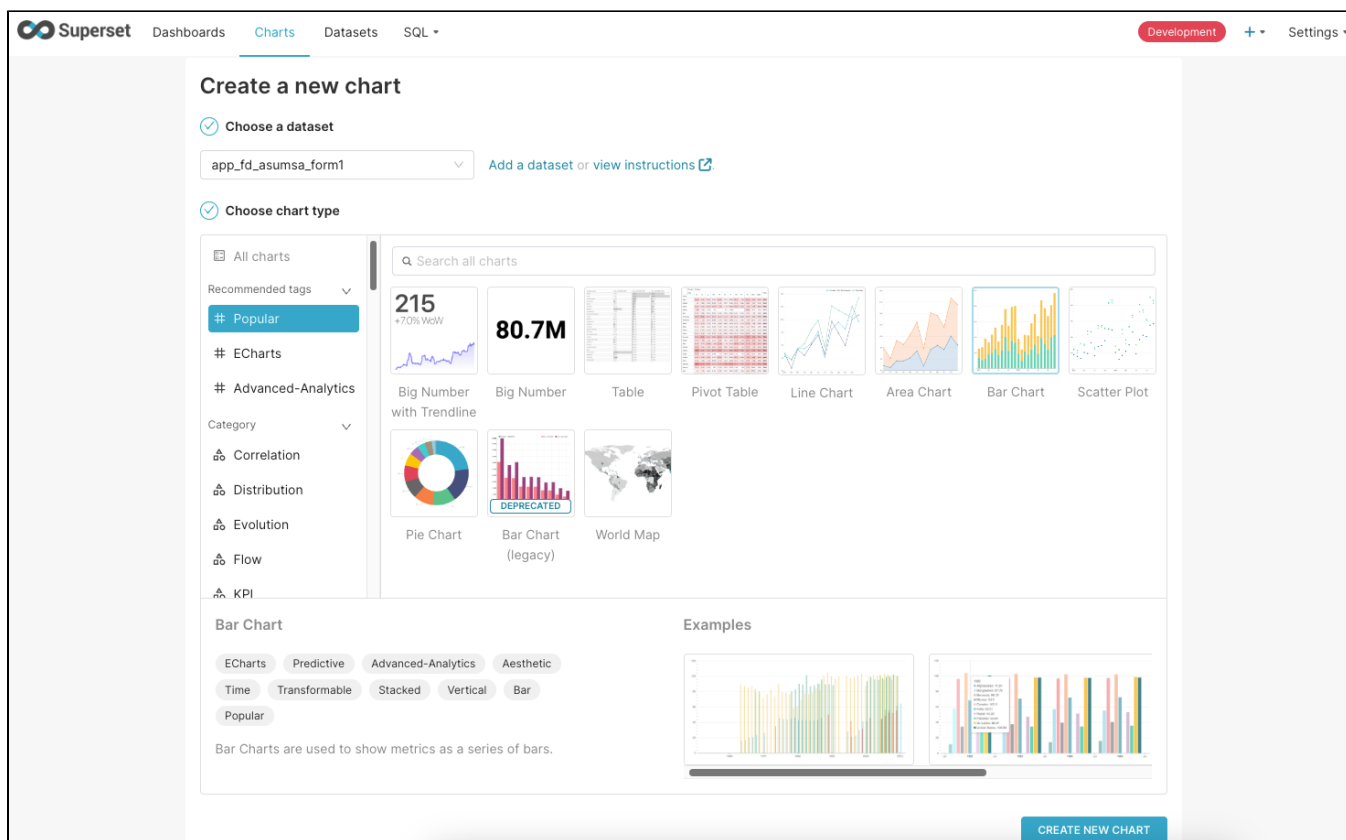 Superset Dashboards Charts Datasets SQL Development + Settings
Create a new chart
Choose a dataset
app_fd_asumsa_form1 Add a dataset or view instructions .
Choose chart type
All charts
Recommended tags
# Popular
# ECharts
# Advanced-Analytics
Category
Correlation
Distribution
Evolution
Flow
KPI
Search all charts
215
+7.0% WoW
80.7M
Big Number with Trendline
Big Number
Table
Pivot Table
Line Chart
Area Chart
Bar Chart
Scatter Plot
DEPRECATED
Pie Chart
Bar Chart (legacy)
World Map
Bar Chart
ECharts Predictive Advanced-Analytics Aesthetic
Time Transformable Stacked Vertical Bar
Popular
Bar Charts are used to show metrics as a series of bars.
Examples
CREATE NEW CHART